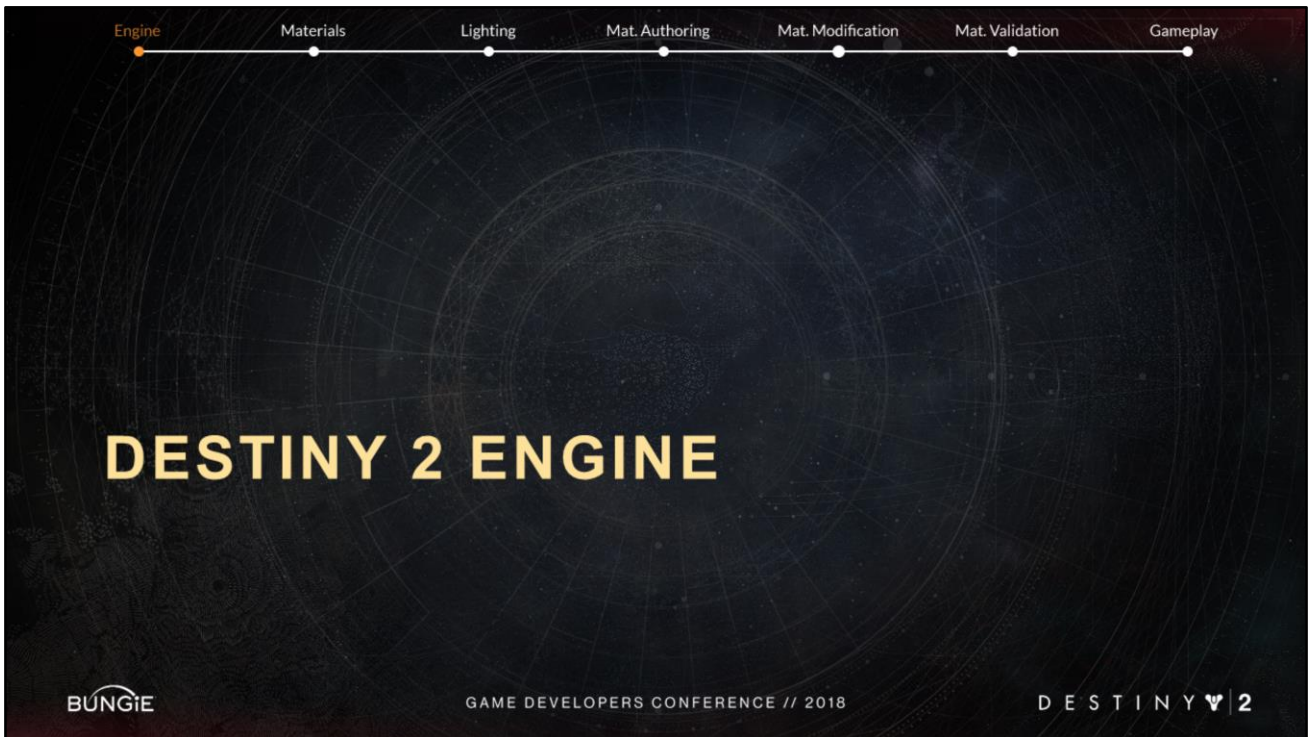 Engine Materials Lighting Mat. Authoring Mat. Modification Mat. Validation Gameplay
DESTINY 2 ENGINE
BUNGiE GAME DEVELOPERS CONFERENCE // 2018 DESTINY 2